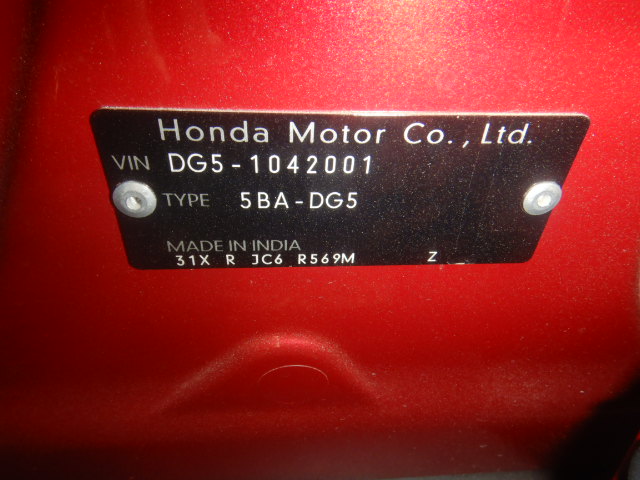 Honda Motor Co., Ltd.
VIN DG5-1042001
TYPE 5BA-DG5
MADE IN INDIA
31X R JC6 R569M Z _